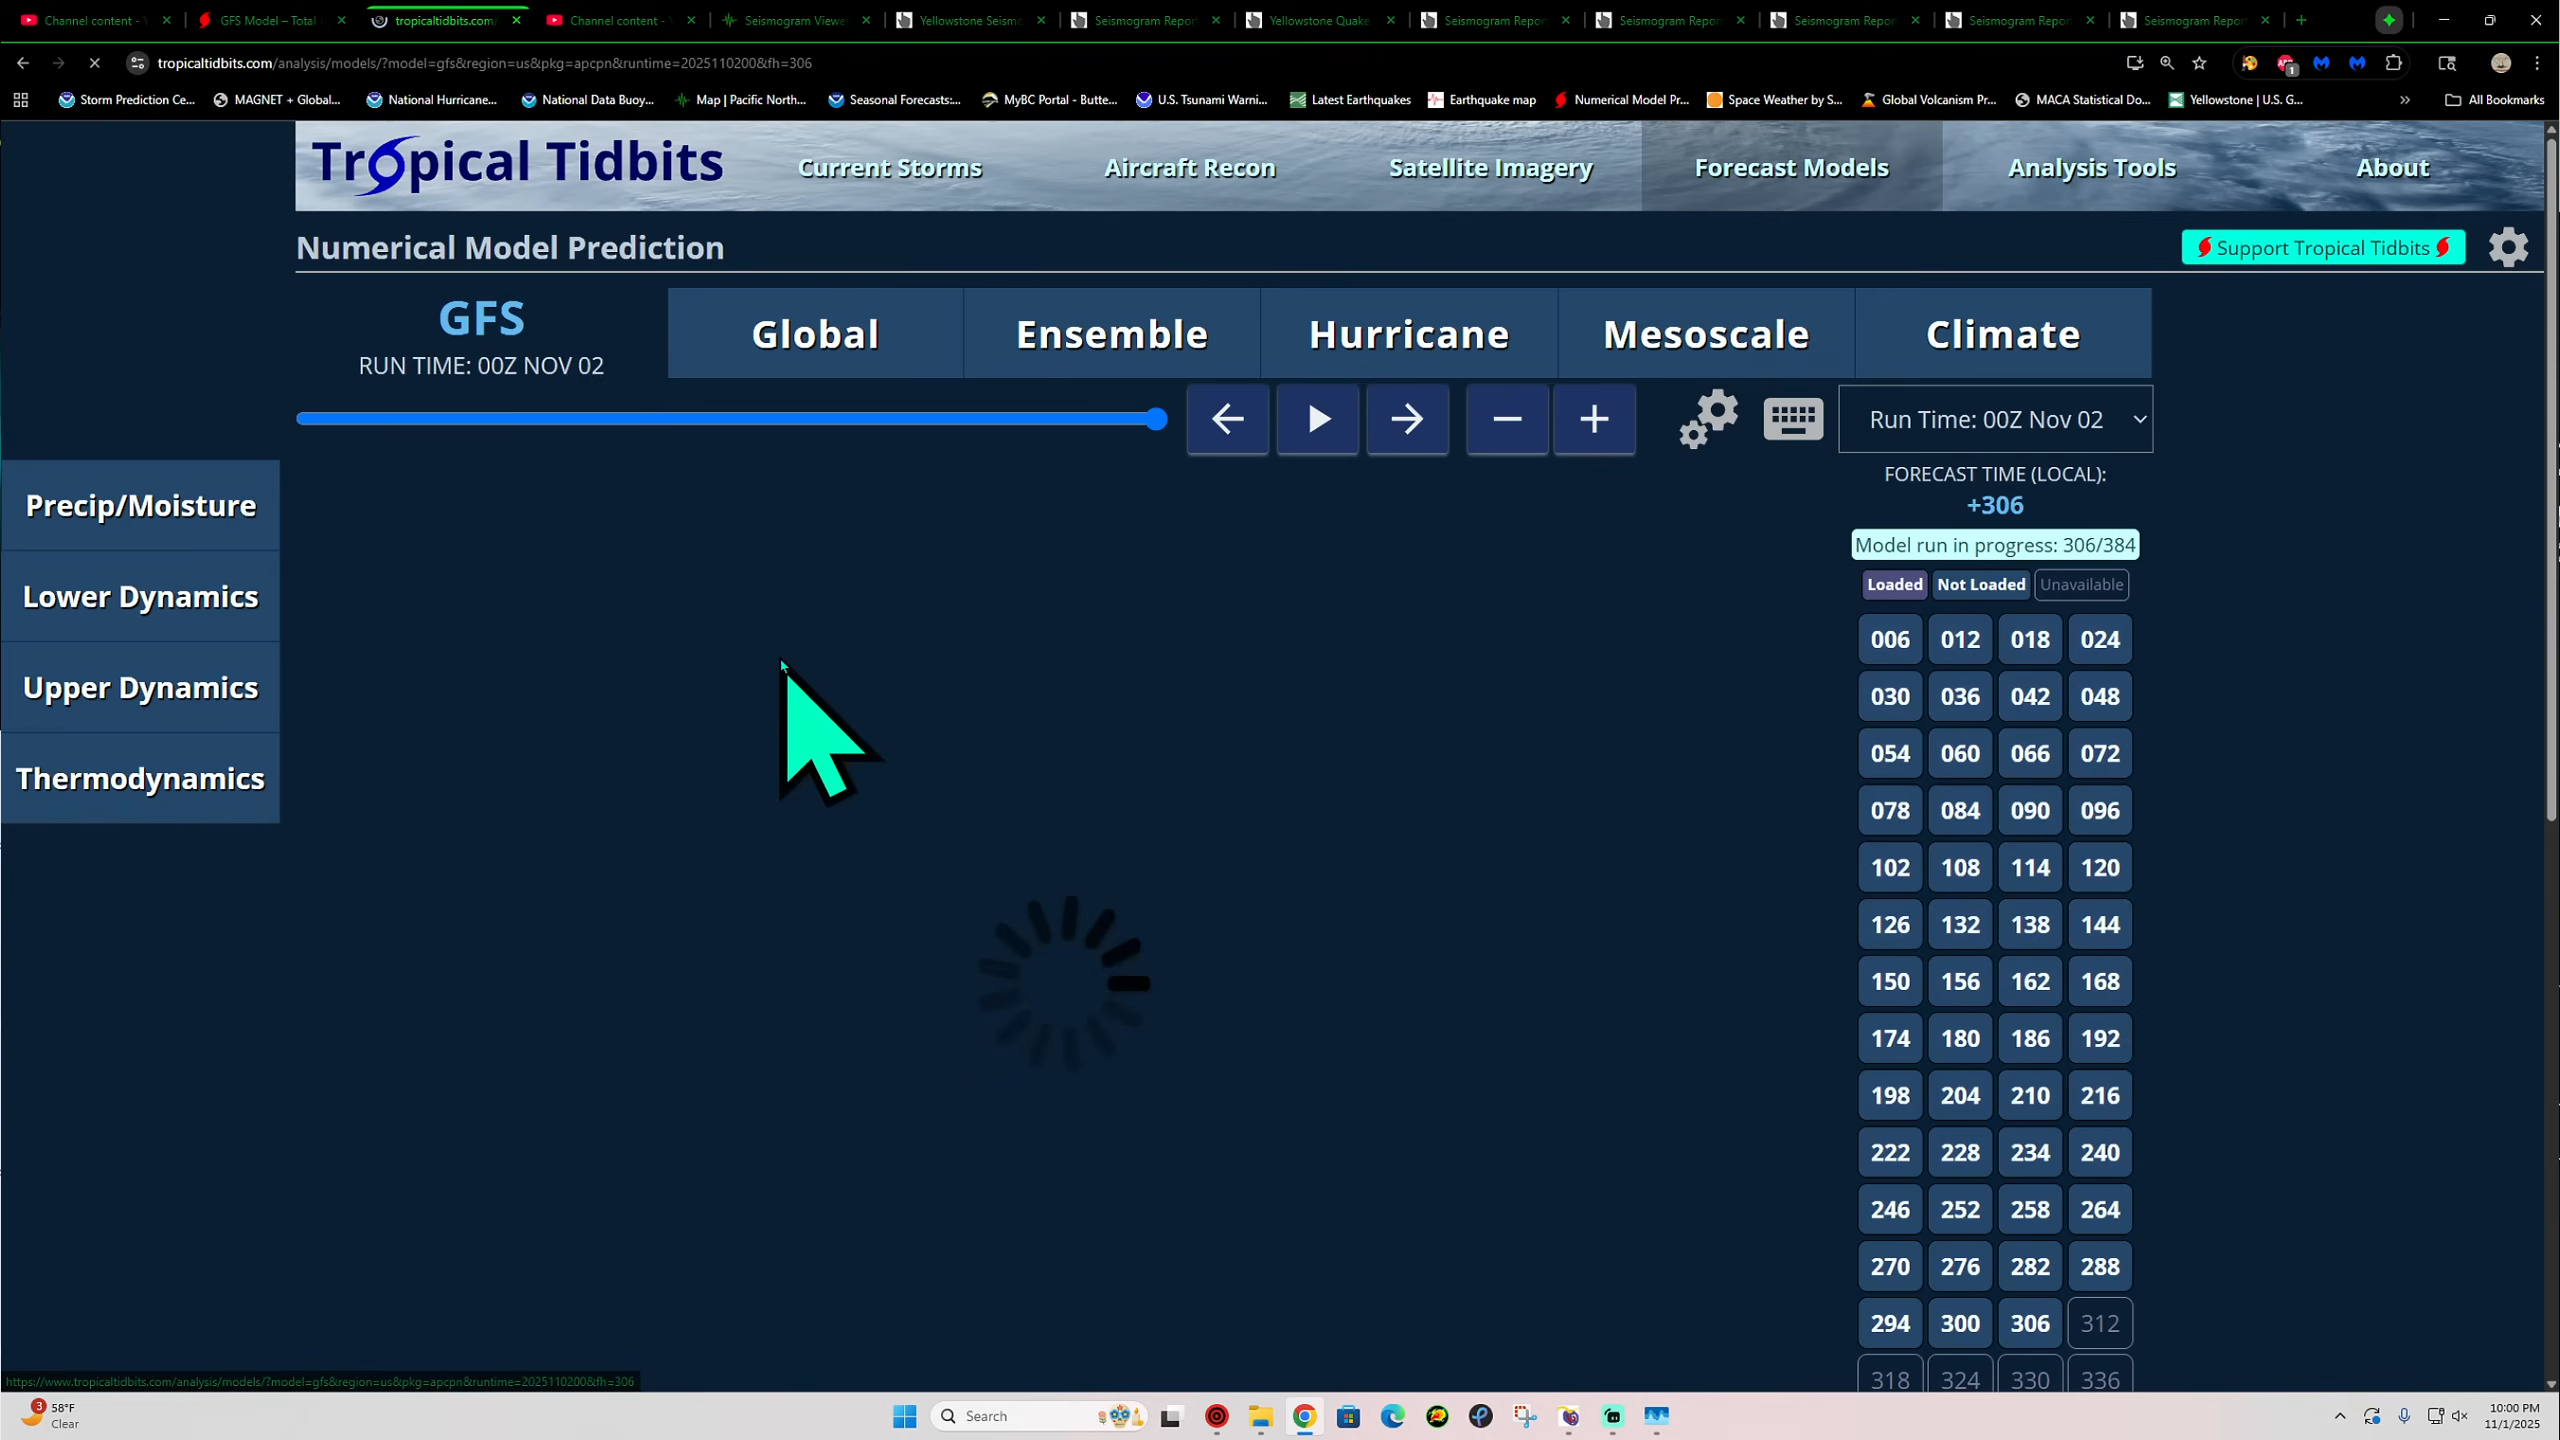 Channel content -
GFS Model – Total
tropicaltidbits.com/
Channel content -
Seismogram Viewe
Yellowstone Seismo
Seismogram Repor
Yellowstone Quake
Seismogram Repor
Seismogram Repor
Seismogram Repor
Seismogram Repor
Seismogram Repor
tropicaltidbits.com/analysis/models/?model=gfs&region=us&pkg=apcpn&runtime=2025110200&fh=306
1
Storm Prediction Ce...
MAGNET + Global...
National Hurricane...
National Data Buoy...
Map | Pacific North...
Seasonal Forecasts:...
MyBC Portal - Butte...
U.S. Tsunami Warni...
Latest Earthquakes
Earthquake map
Numerical Model Pr...
Space Weather by S...
Global Volcanism Pr...
MACA Statistical Do...
Yellowstone | U.S. G...
All Bookmarks
Tropical Tidbits
Current Storms
Aircraft Recon
Satellite Imagery
Forecast Models
Analysis Tools
About
Numerical Model Prediction
Support Tropical Tidbits
GFS
RUN TIME: 00Z NOV 02
Global
Ensemble
Hurricane
Mesoscale
Climate
Run Time: 00Z Nov 02
Precip/Moisture
Lower Dynamics
Upper Dynamics
Thermodynamics
FORECAST TIME (LOCAL):
+306
Model run in progress: 306/384
Loaded Not Loaded Unavailable
006 012 018 024
030 036 042 048
054 060 066 072
078 084 090 096
102 108 114 120
126 132 138 144
150 156 162 168
174 180 186 192
198 204 210 216
222 228 234 240
246 252 258 264
270 276 282 288
294 300 306 312
318 324 330 336
https://www.tropicaltidbits.com/analysis/models/?model=gfs&region=us&pkg=apcpn&runtime=2025110200&fh=306
3
58°F
Clear
Search
10:00 PM
11/1/2025